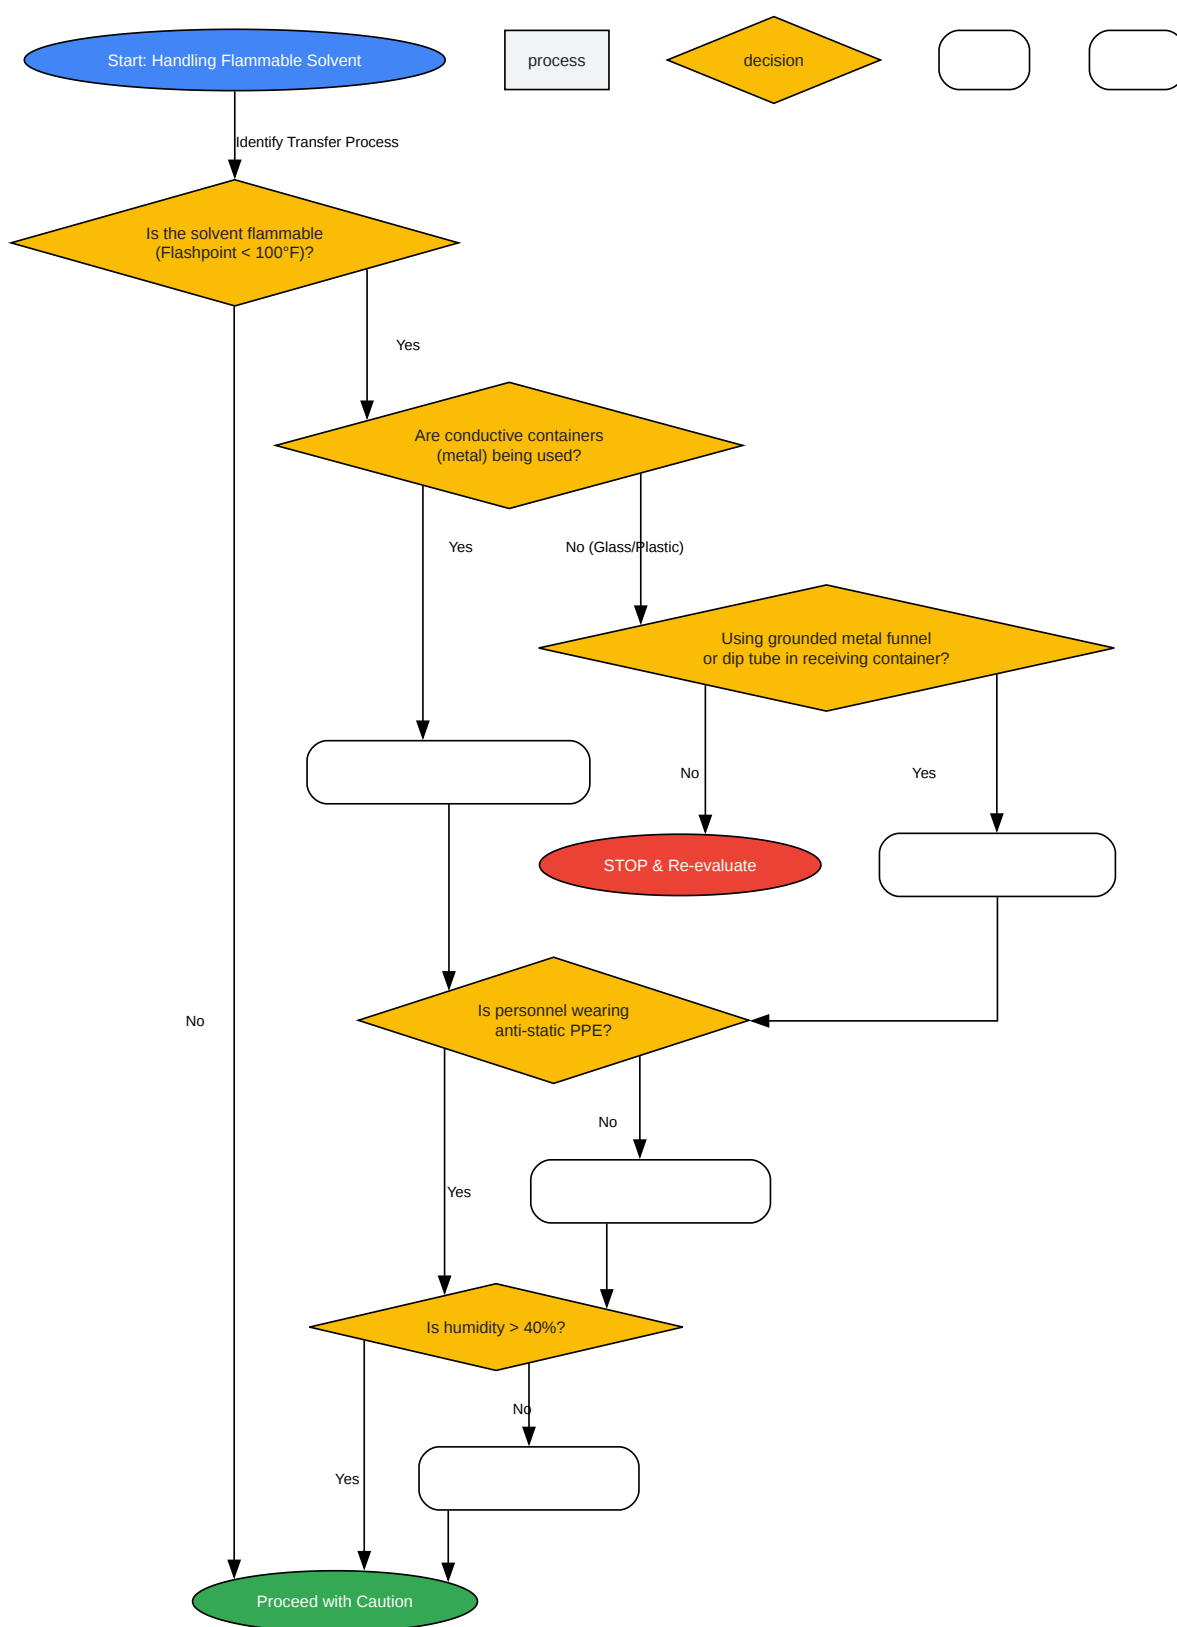 Start: Handling Flammable Solvent
process
decision
Identify Transfer Process
Is the solvent flammable
(Flashpoint < 100°F)?
Yes
Are conductive containers
(metal) being used?
Yes
No (Glass/Plastic)
Using grounded metal funnel
or dip tube in receiving container?
No
Yes
STOP & Re-evaluate
Is personnel wearing
anti-static PPE?
No
No
Yes
Is humidity > 40%?
No
Yes
Proceed with Caution